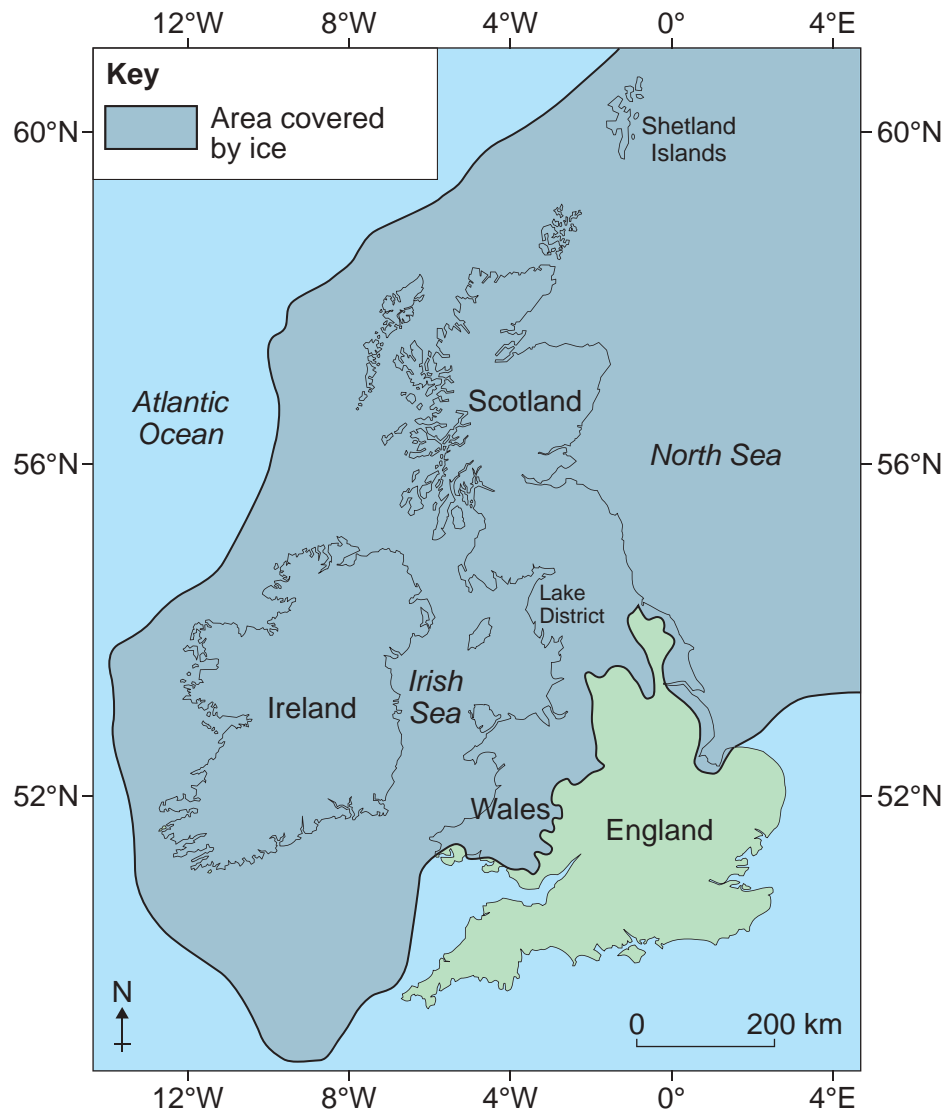 12°W 8°W 4°W 0° 4°E
Key
Area covered
by ice
60°N
60°N
Shetland
Islands
Atlantic
Ocean
Scotland
North Sea
56°N
56°N
Lake
District
Irish
Sea
Ireland
52°N
52°N
Wales
England
N
0 200 km
12°W 8°W 4°W 0° 4°E